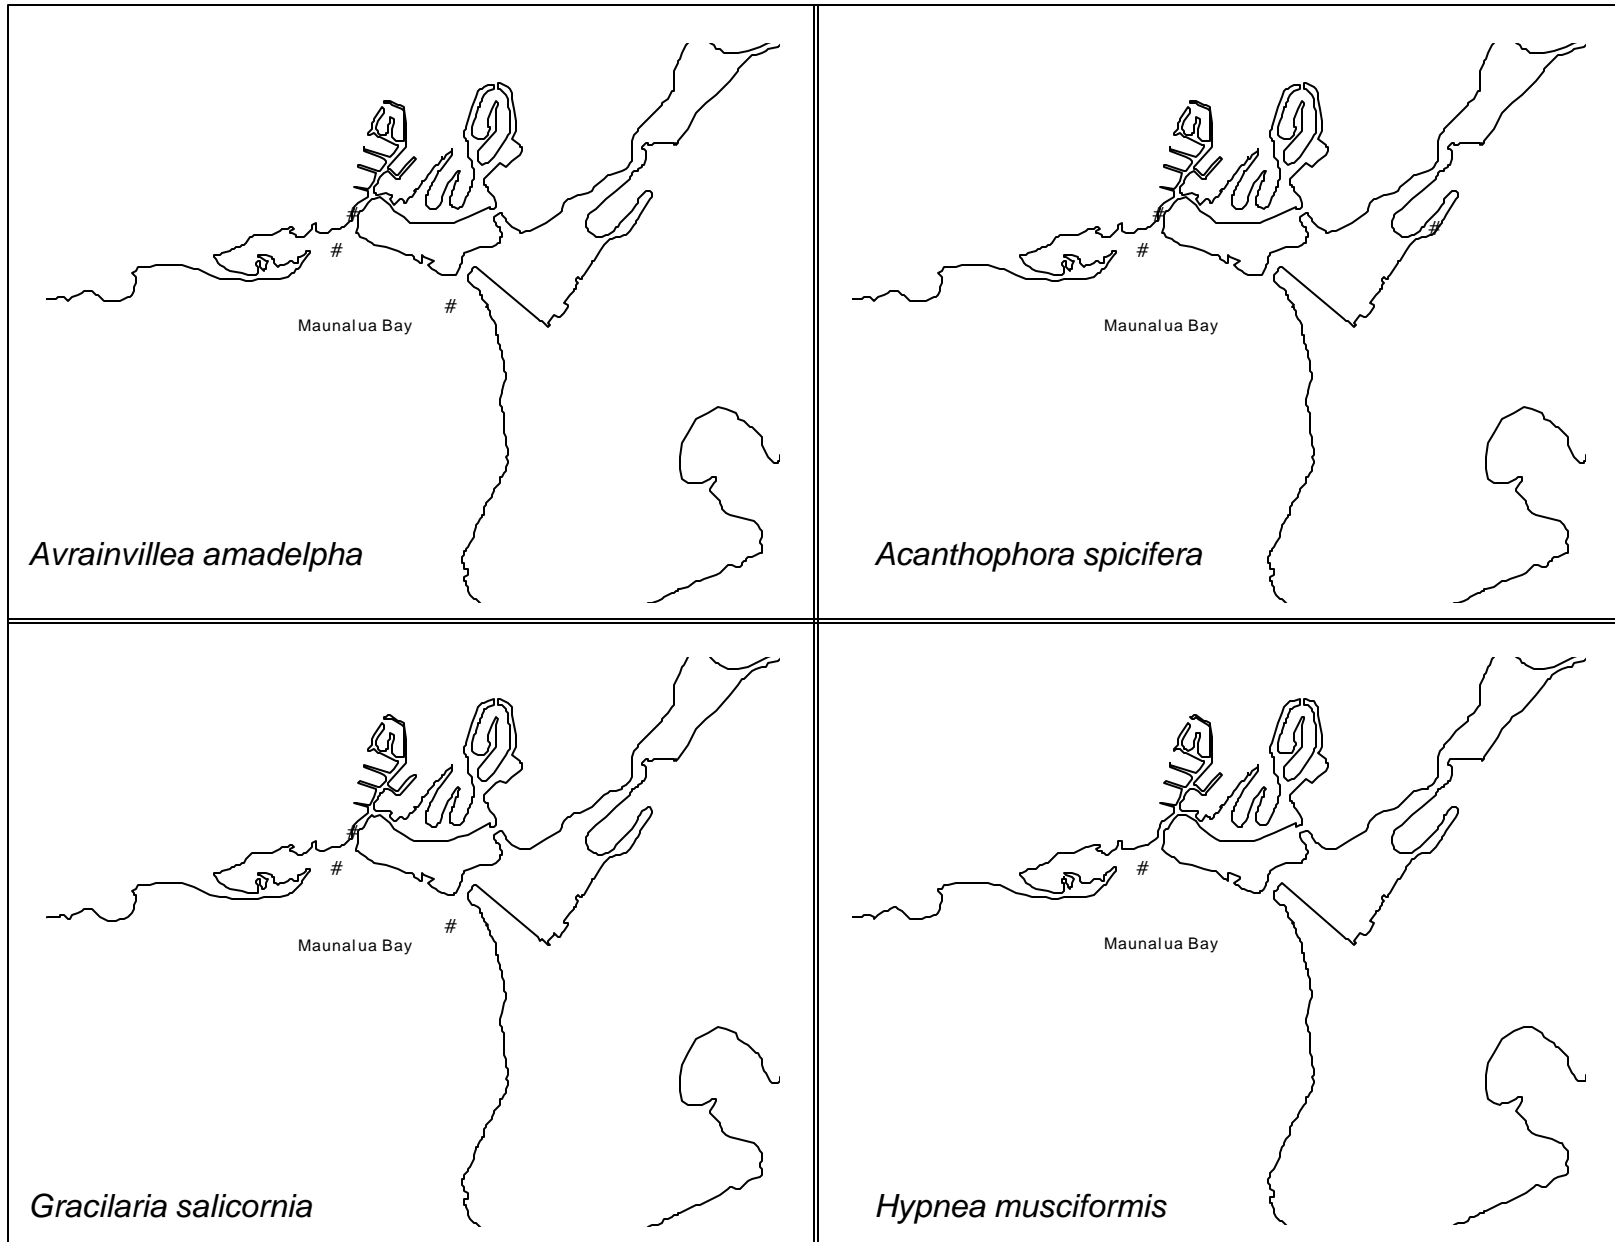 #
#
#
Maunalua Bay
Avrainvillea amadelpha
#
#
#
Maunalua Bay
Acanthophora spicifera
#
#
#
Maunalua Bay
Gracilaria salicornia
#
Maunalua Bay
Hypnea musciformis